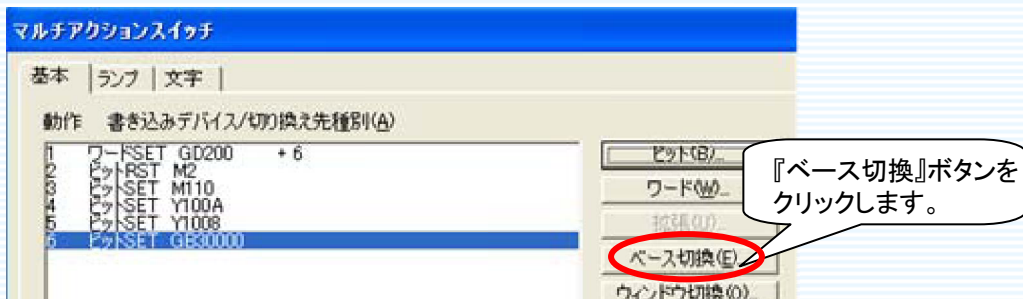 マルチアクションスイッチ
基本 ランプ 文字
動作 書き込みデバイス/切り換え先種別(A)
1 ワードSET GD200 + 6
2 ビットRST M2
3 ビットSET M110
4 ビットSET Y100A
5 ビットSET Y1008
6 ビットSET GB30000
ビット(B)...
ワード(W)...
拡張(U)...
ベース切換(E)
ウィンドウ切換(O)...
『ベース切換』ボタンを
クリックします。